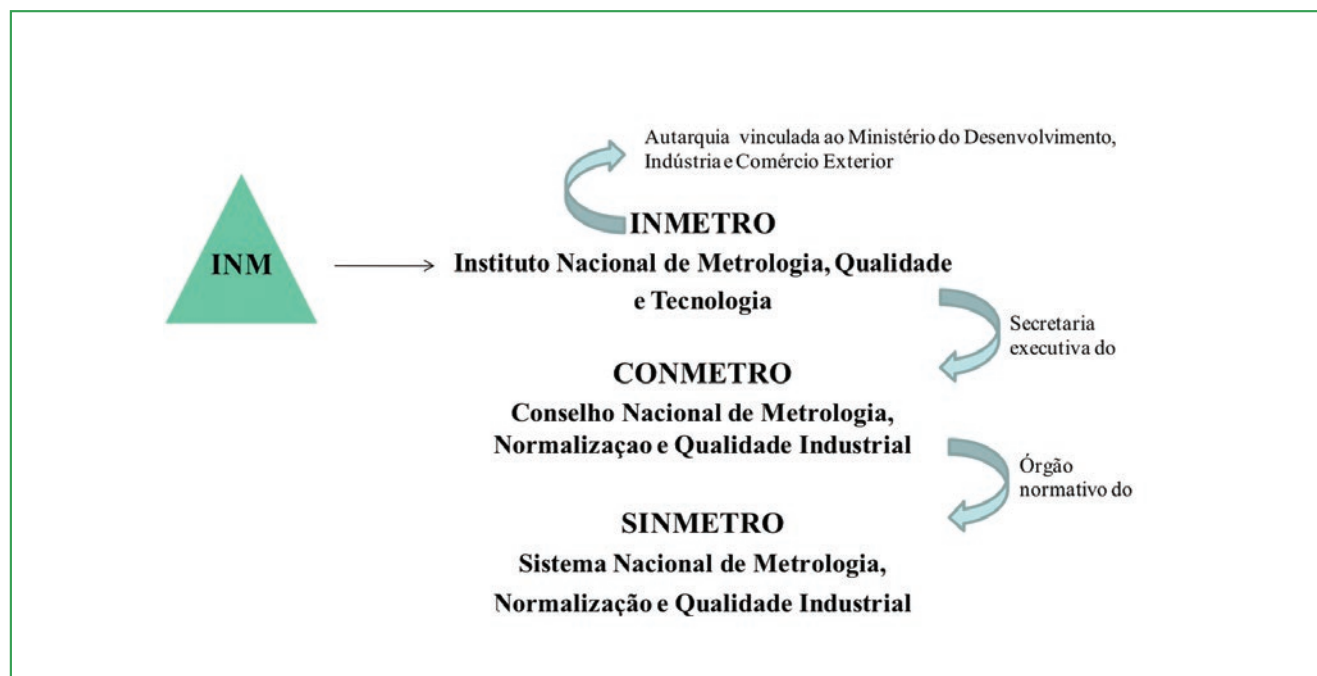 Autarquia vinculada ao Ministério do Desenvolvimento,
Indústria e Comércio Exterior
INMETRO
INM
Instituto Nacional de Metrologia, Qualidade
e Tecnologia
Secretaria
executiva do
CONMETRO
Conselho Nacional de Metrologia,
Normalizaçao e Qualidade Industrial
Órgão
normativo do
SINMETRO
Sistema Nacional de Metrologia,
Normalização e Qualidade Industrial